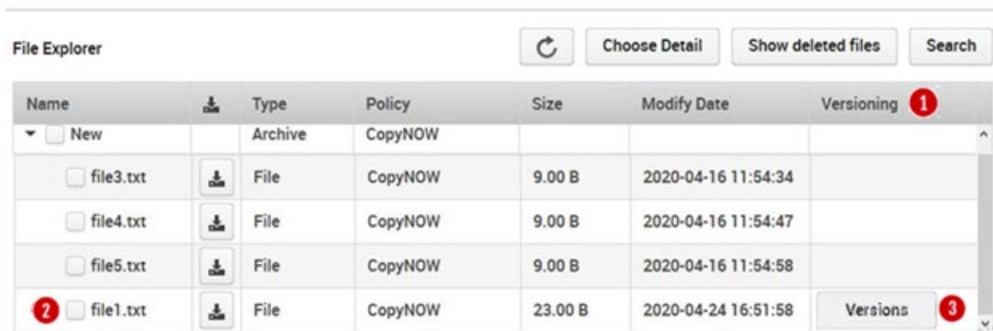 File Explorer Choose Detail Show deleted files Search
Name Type Policy Size Modify Date Versioning 1
New Archive CopyNOW
file3.txt File CopyNOW 9.00 B 2020-04-16 11:54:34
file4.txt File CopyNOW 9.00 B 2020-04-16 11:54:47
file5.txt File CopyNOW 9.00 B 2020-04-16 11:54:58
2 file1.txt File CopyNOW 23.00 B 2020-04-24 16:51:58 Versions 3